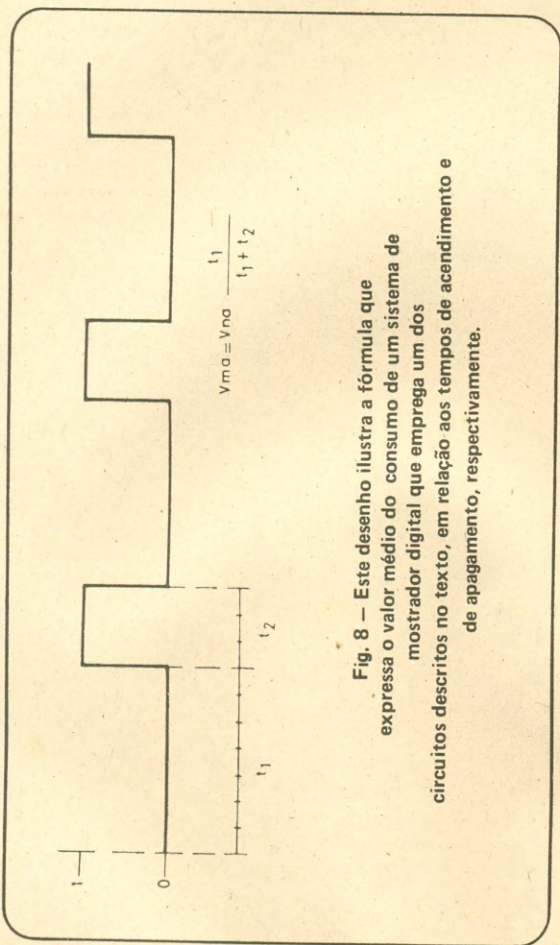 1
0
t1
t2
Vma = Vna t1 / t1 + t2
Fig. 8 — Este desenho ilustra a fórmula que
expressa o valor médio do consumo de um sistema de
mostrador digital que emprega um dos
circuitos descritos no texto, em relação aos tempos de acendimento e
de apagamento, respectivamente.